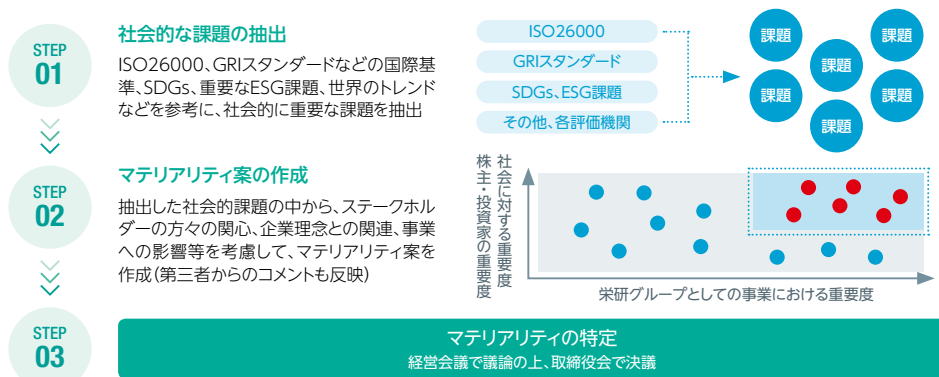 STEP
01
社会的な課題の抽出
ISO26000、GRIスタンダードなどの国際基
準、SDGs、重要なESG課題、世界のトレンド
などを参考に、社会的に重要な課題を抽出
ISO26000
GRIスタンダード
SDGs、ESG課題
その他、各評価機関
課題
課題
課題
課題
課題
課題
STEP
02
マテリアリティ案の作成
抽出した社会的課題の中から、ステークホル
ダーの方々の関心、企業理念との関連、事業
への影響等を考慮して、マテリアリティ案を
作成（第三者からのコメントも反映）
社会に対する重要度
株主・投資家の重要度
栄研グループとしての事業における重要度
STEP
03
マテリアリティの特定
経営会議で議論の上、取締役会で決議